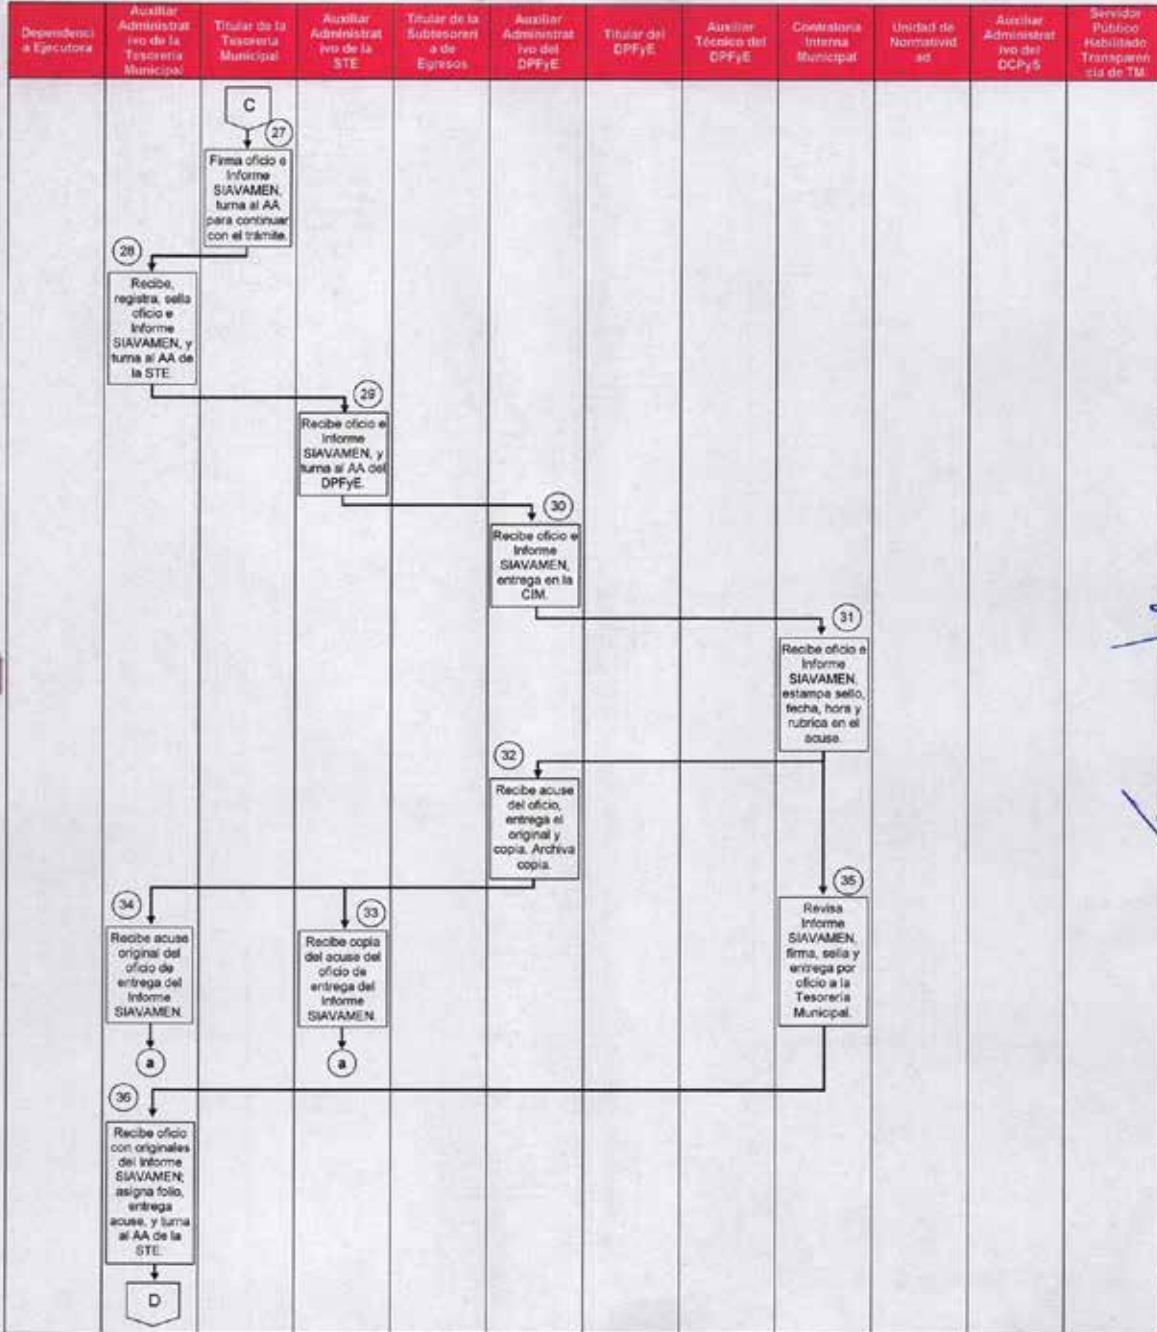 Dependenci
a Ejecutora
Auxiliar
Administrat
ivo de la
Tesorería
Municipal
Titular de la
Tesorería
Municipal
Auxiliar
Administrat
ivo de la
STE
Titular de la
Subtesorerí
a de
Egresos
Auxiliar
Administrat
ivo del
DPFyE
Titular del
DPFyE
Auxiliar
Técnico del
DPFyE
Contraloría
Interna
Municipal
Unidad de
Normativid
ad
Auxiliar
Administrat
ivo del
DCPyS
Servidor
Público
Habilitado
Transparen
cia de TM
C
27
Firma oficio e
Informe
SIAVAMEN,
turna al AA
para continuar
con el trámite.
28
Recibe,
registra, sella
oficio e
Informe
SIAVAMEN, y
turna al AA de
la STE.
29
Recibe oficio e
Informe
SIAVAMEN, y
turna al AA del
DPFyE.
30
Recibe oficio e
Informe
SIAVAMEN,
entrega en la
CIM.
31
Recibe oficio e
Informe
SIAVAMEN,
estampa sello,
fecha, hora y
rubrica en el
acuse.
32
Recibe acuse
del oficio,
entrega el
original y
copia. Archiva
copia.
34
Recibe acuse
original del
oficio de
entrega del
Informe
SIAVAMEN.
a
33
Recibe copia
del acuse del
oficio de
entrega del
Informe
SIAVAMEN.
a
35
Revisa
Informe
SIAVAMEN,
firma, sella y
entrega por
oficio a la
Tesorería
Municipal.
36
Recibe oficio
con originales
del Informe
SIAVAMEN;
asigna folio,
entrega
acuse, y turna
al AA de la
STE.
D